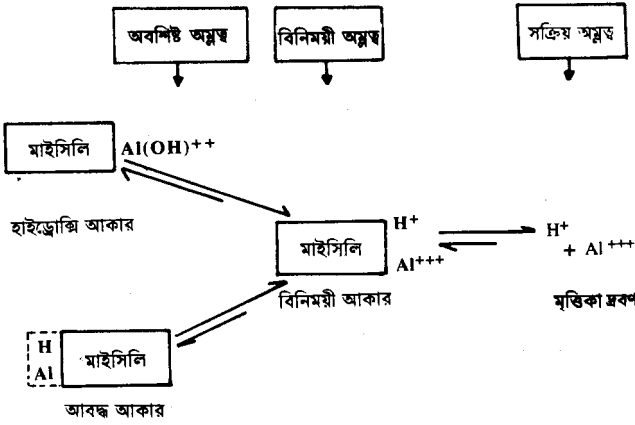 অবশিষ্ট অম্লত্ব
বিনিময়ী অম্লত্ব
সক্রিয় অম্লত্ব
মাইসিলি Al(OH)++
হাইড্রোক্সি আকার
মাইসিলি
H+
Al+++
বিনিময়ী আকার
H+
+ Al+++
মৃত্তিকা দ্রবণ
H
Al
মাইসিলি
আবদ্ধ আকার